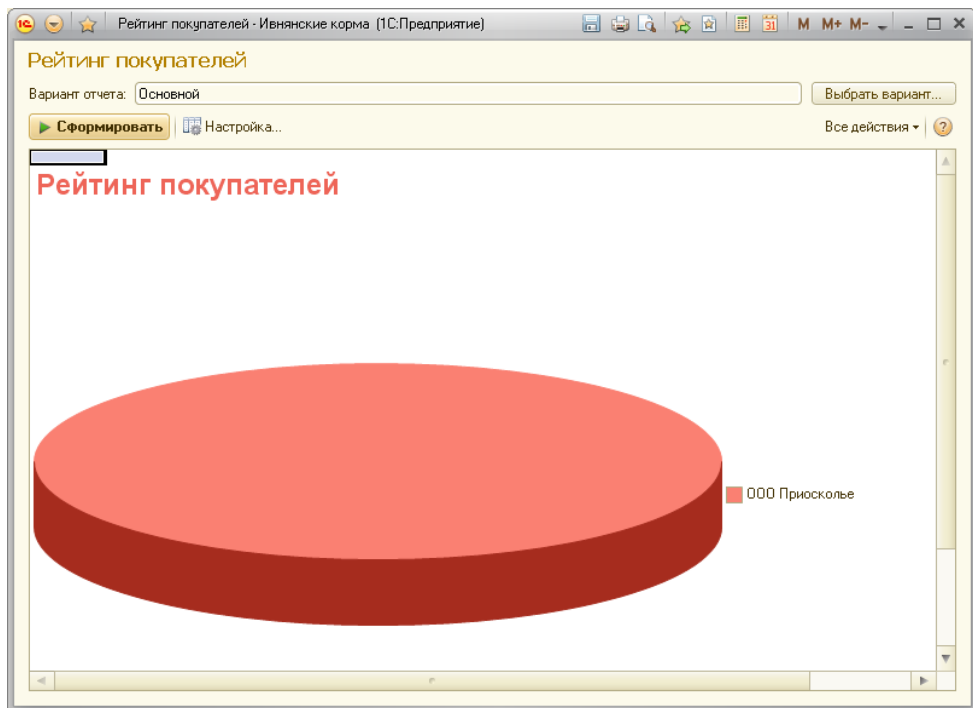 Рейтинг покупателей - Ивнянские корма (1С:Предприятие)
31 M M+ M-
Рейтинг покупателей
Вариант отчета: Основной Выбрать вариант...
Сформировать Настройка... Все действия ?
Рейтинг покупателей
ООО Приосколье